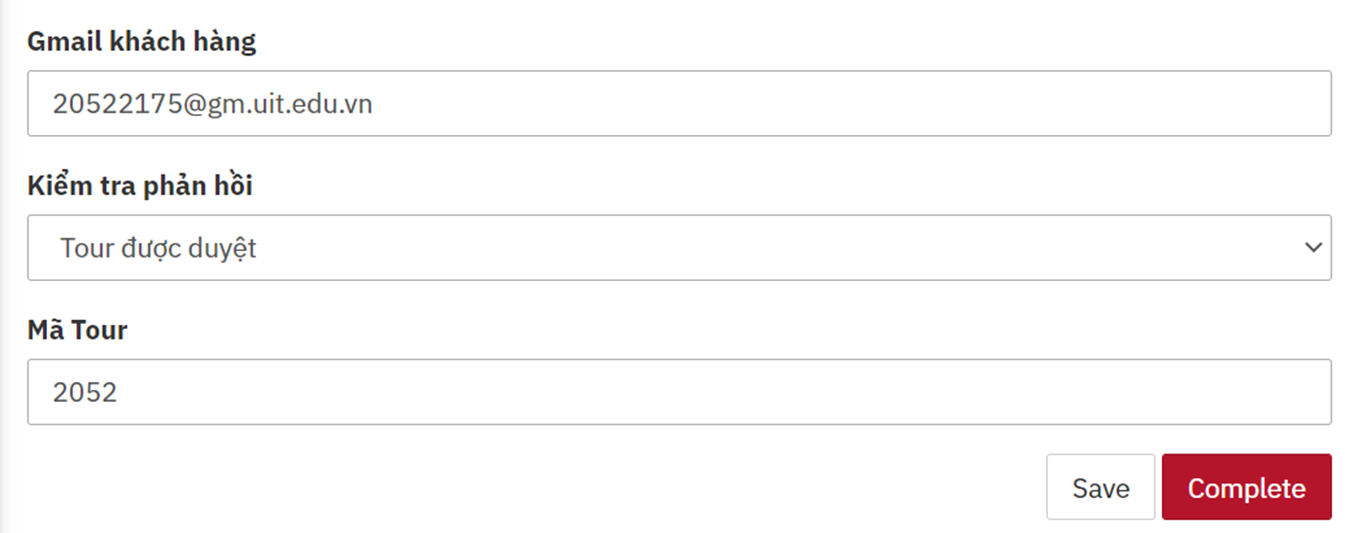 Gmail khách hàng
20522175@gm.uit.edu.vn
Kiểm tra phản hồi
Tour được duyệt
Mã Tour
2052
Save Complete